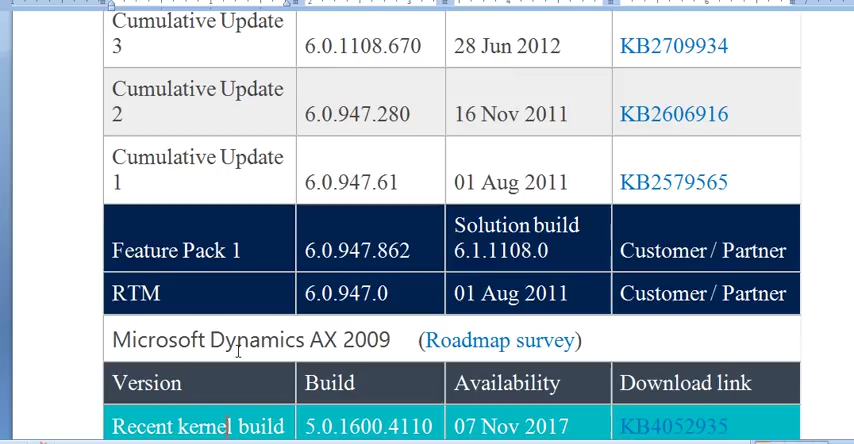 Cumulative Update
3 6.0.1108.670 28 Jun 2012 KB2709934
Cumulative Update
2 6.0.947.280 16 Nov 2011 KB2606916
Cumulative Update
1 6.0.947.61 01 Aug 2011 KB2579565
Solution build
Feature Pack 1 6.0.947.862 6.1.1108.0 Customer / Partner
RTM 6.0.947.0 01 Aug 2011 Customer / Partner
Microsoft Dynamics AX 2009 (Roadmap survey)
Version Build Availability Download link
Recent kernel build 5.0.1600.4110 07 Nov 2017 KB4052935